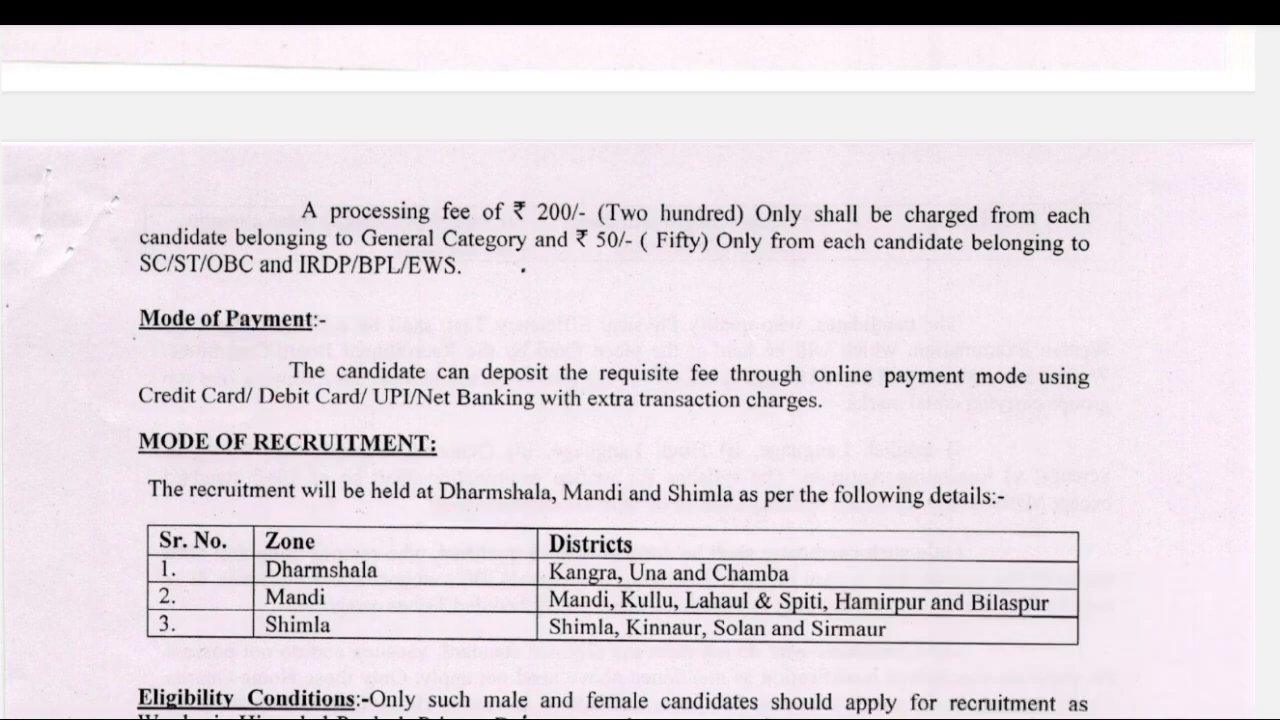 A processing fee of ₹ 200/- (Two hundred) Only shall be charged from each
candidate belonging to General Category and ₹ 50/- ( Fifty) Only from each candidate belonging to
SC/ST/OBC and IRDP/BPL/EWS.
Mode of Payment:-
The candidate can deposit the requisite fee through online payment mode using
Credit Card/ Debit Card/ UPI/Net Banking with extra transaction charges.
MODE OF RECRUITMENT:
The recruitment will be held at Dharmshala, Mandi and Shimla as per the following details:-
Sr. No. Zone Districts
1. Dharmshala Kangra, Una and Chamba
2. Mandi Mandi, Kullu, Lahaul & Spiti, Hamirpur and Bilaspur
3. Shimla Shimla, Kinnaur, Solan and Sirmaur
Eligibility Conditions:-Only such male and female candidates should apply for recruitment as